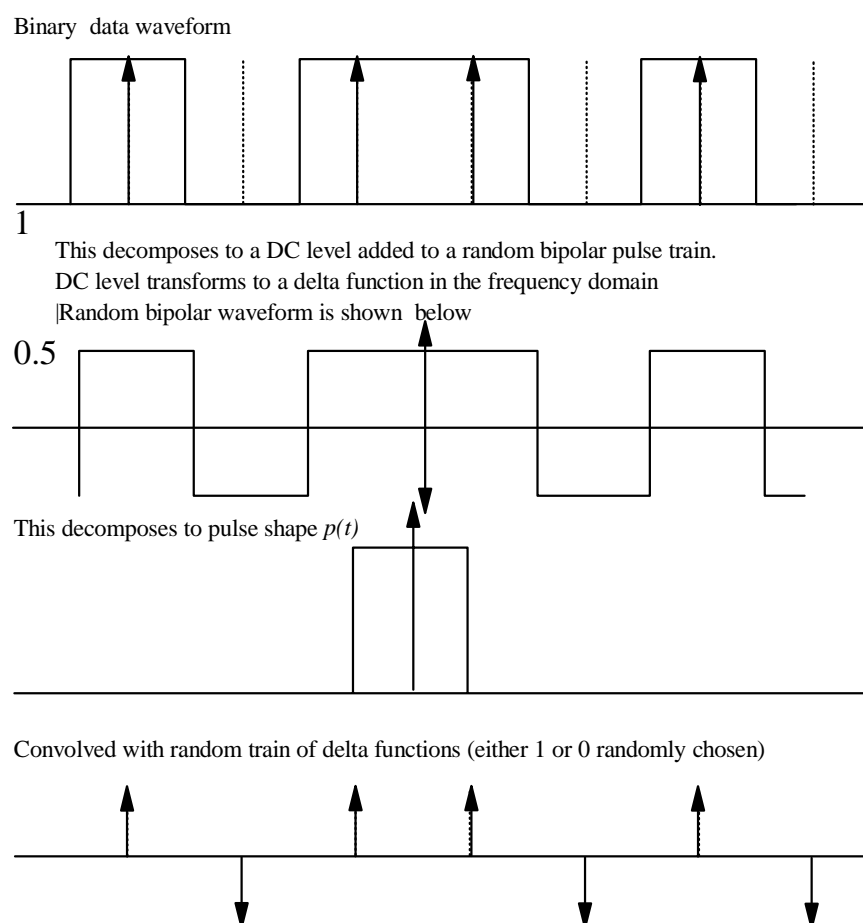 Binary data waveform
1
This decomposes to a DC level added to a random bipolar pulse train.
DC level transforms to a delta function in the frequency domain
|Random bipolar waveform is shown below
0.5
This decomposes to pulse shape p(t)
Convolved with random train of delta functions (either 1 or 0 randomly chosen)